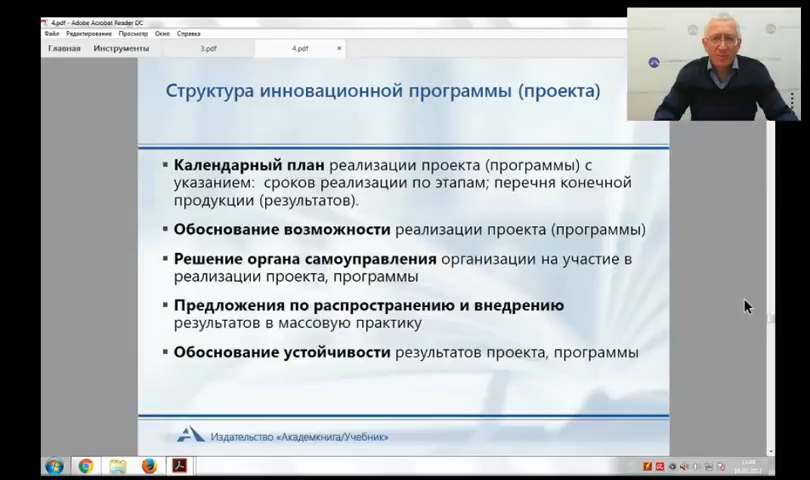 4.pdf - Adobe Acrobat Reader DC
Файл Редактирование Просмотр Окно Справка
Главная Инструменты 3.pdf 4.pdf ×
Структура инновационной программы (проекта)
▪ Календарный план реализации проекта (программы) с
указанием: сроков реализации по этапам; перечня конечной
продукции (результатов).
▪ Обоснование возможности реализации проекта (программы)
▪ Решение органа самоуправления организации на участие в
реализации проекта, программы
▪ Предложения по распространению и внедрению
результатов в массовую практику
▪ Обоснование устойчивости результатов проекта, программы
Издательство «Академкнига/Учебник»